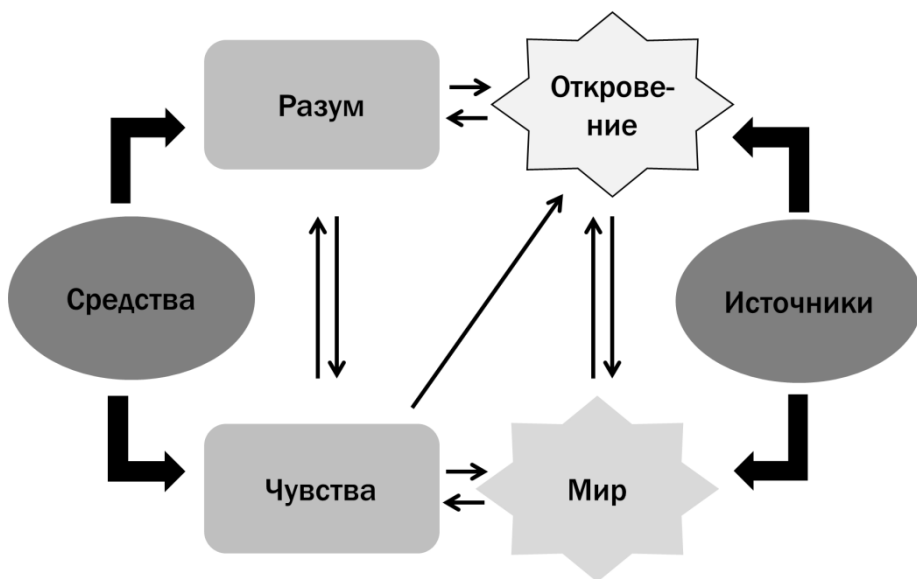 Разум
Открове-
ние
Средства
Источники
Чувства
Мир